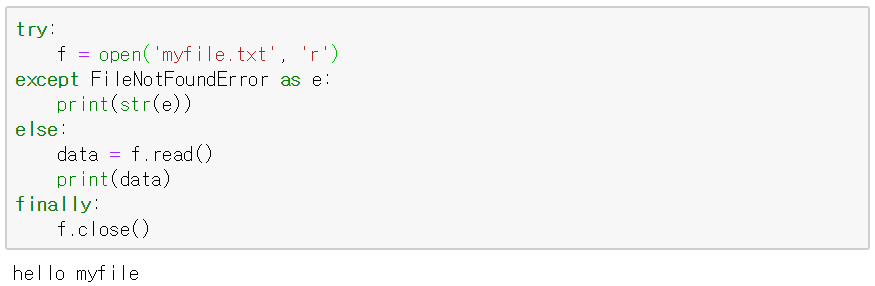 try:
    f = open('myfile.txt', 'r')
except FileNotFoundError as e:
    print(str(e))
else:
    data = f.read()
    print(data)
finally:
    f.close()
hello myfile